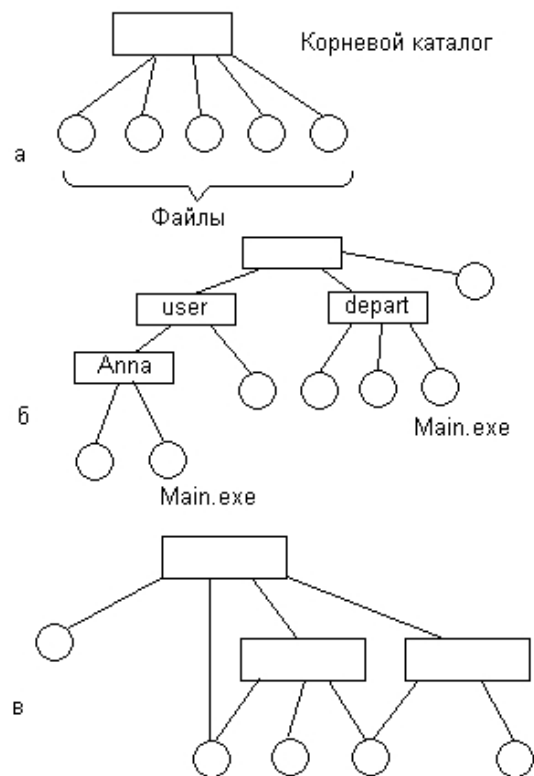 Корневой каталог
а
Файлы
user
depart
Anna
б
Main.exe
Main.exe
в